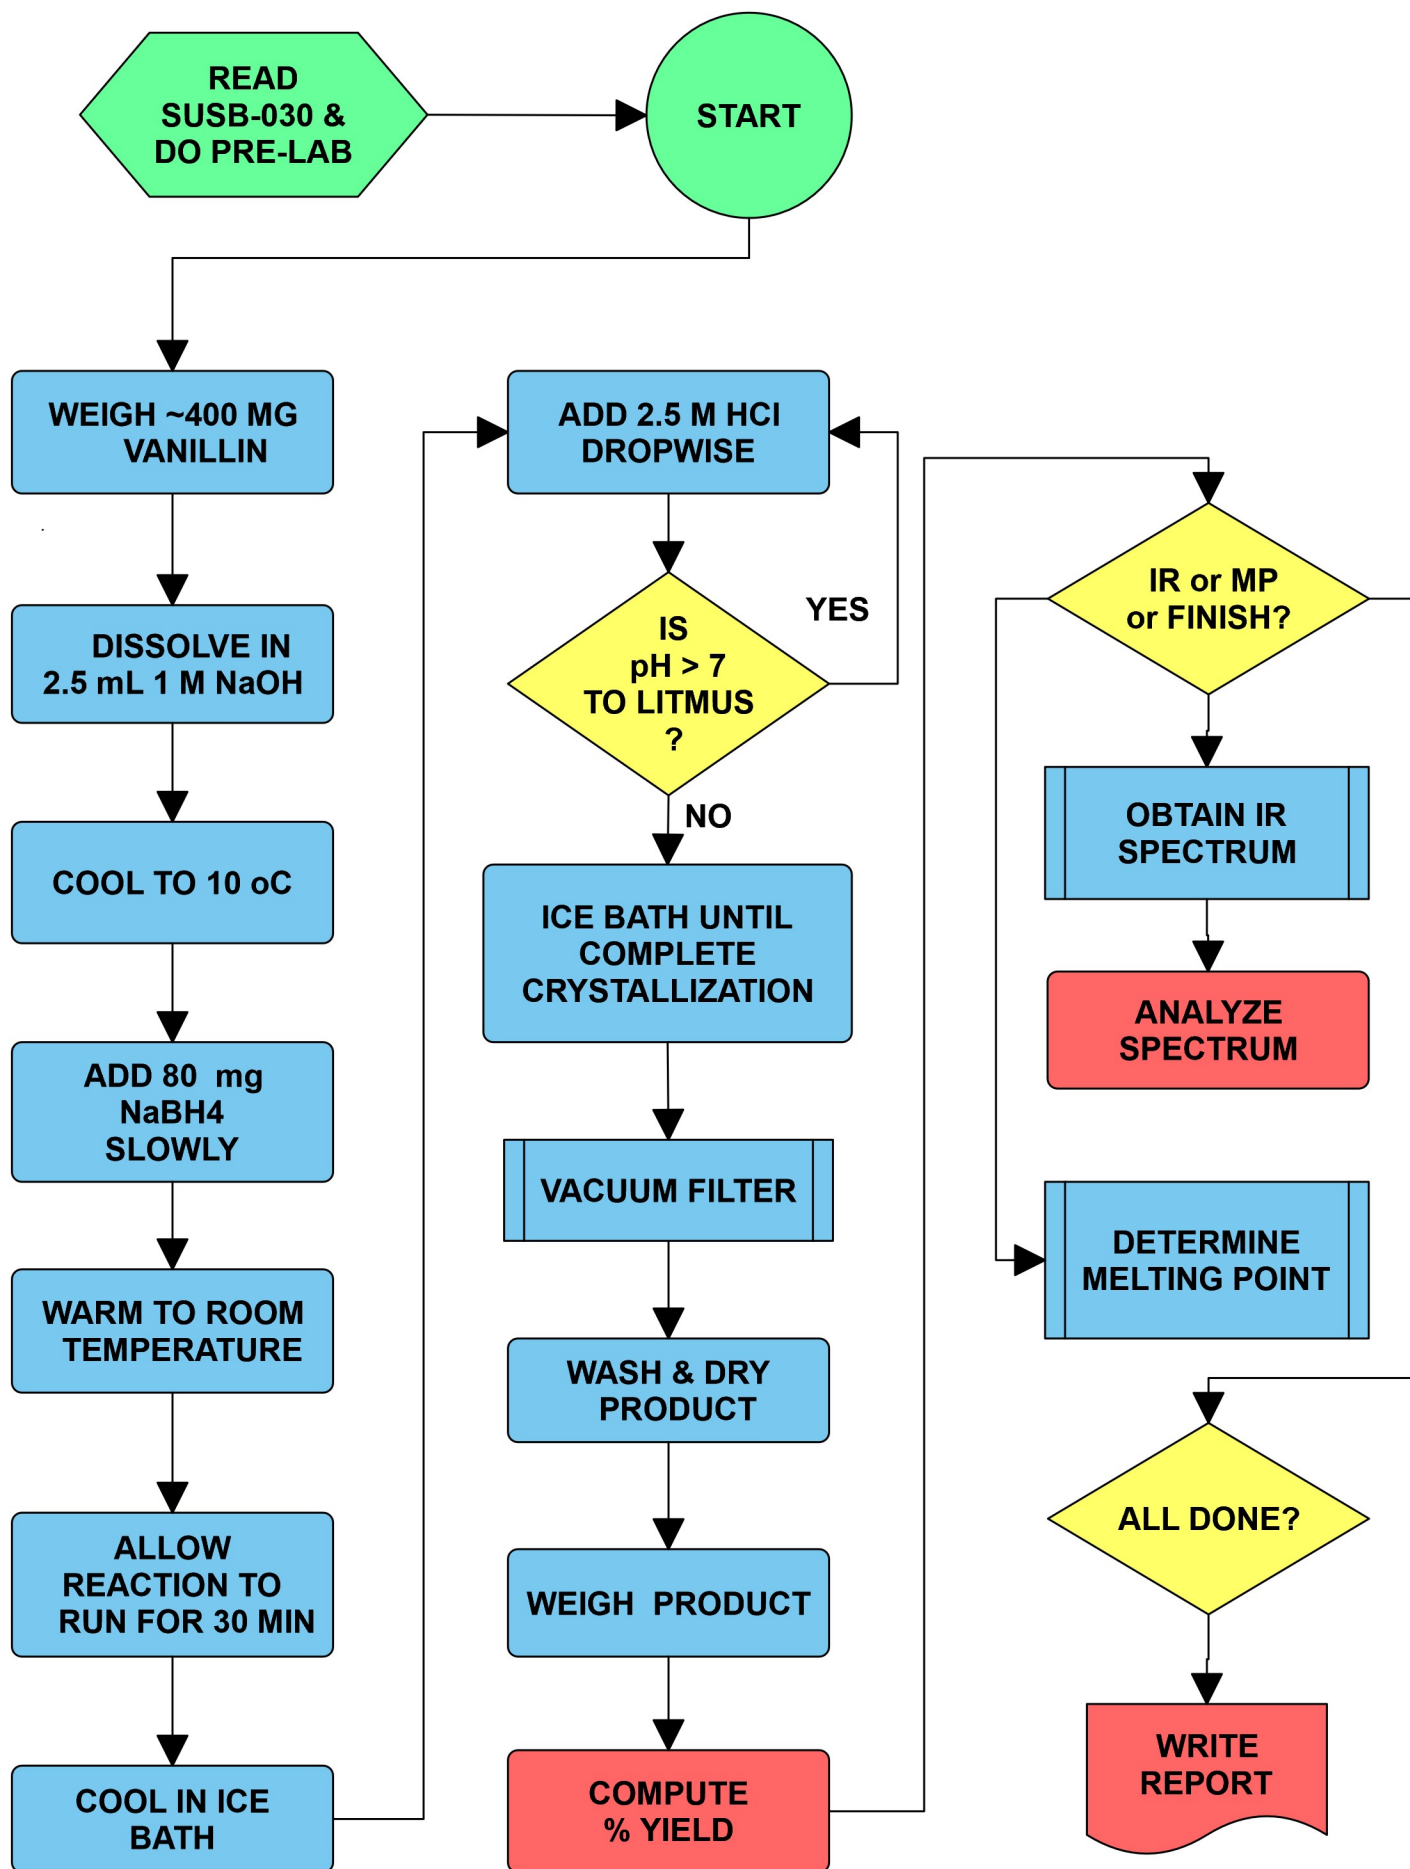 READ
SUSB-030 &
DO PRE-LAB
START
WEIGH ~400 MG
VANILLIN
DISSOLVE IN
2.5 mL 1 M NaOH
COOL TO 10 oC
ADD 80  mg
NaBH4
SLOWLY
WARM TO ROOM
TEMPERATURE
ALLOW
REACTION TO
RUN FOR 30 MIN
COOL IN ICE
BATH
ADD 2.5 M HCl
DROPWISE
IS
pH > 7
TO LITMUS
?
YES
NO
ICE BATH UNTIL
COMPLETE
CRYSTALLIZATION
VACUUM FILTER
WASH & DRY
PRODUCT
WEIGH  PRODUCT
COMPUTE
% YIELD
IR or MP
or FINISH?
OBTAIN IR
SPECTRUM
ANALYZE
SPECTRUM
DETERMINE
MELTING POINT
ALL DONE?
WRITE
REPORT